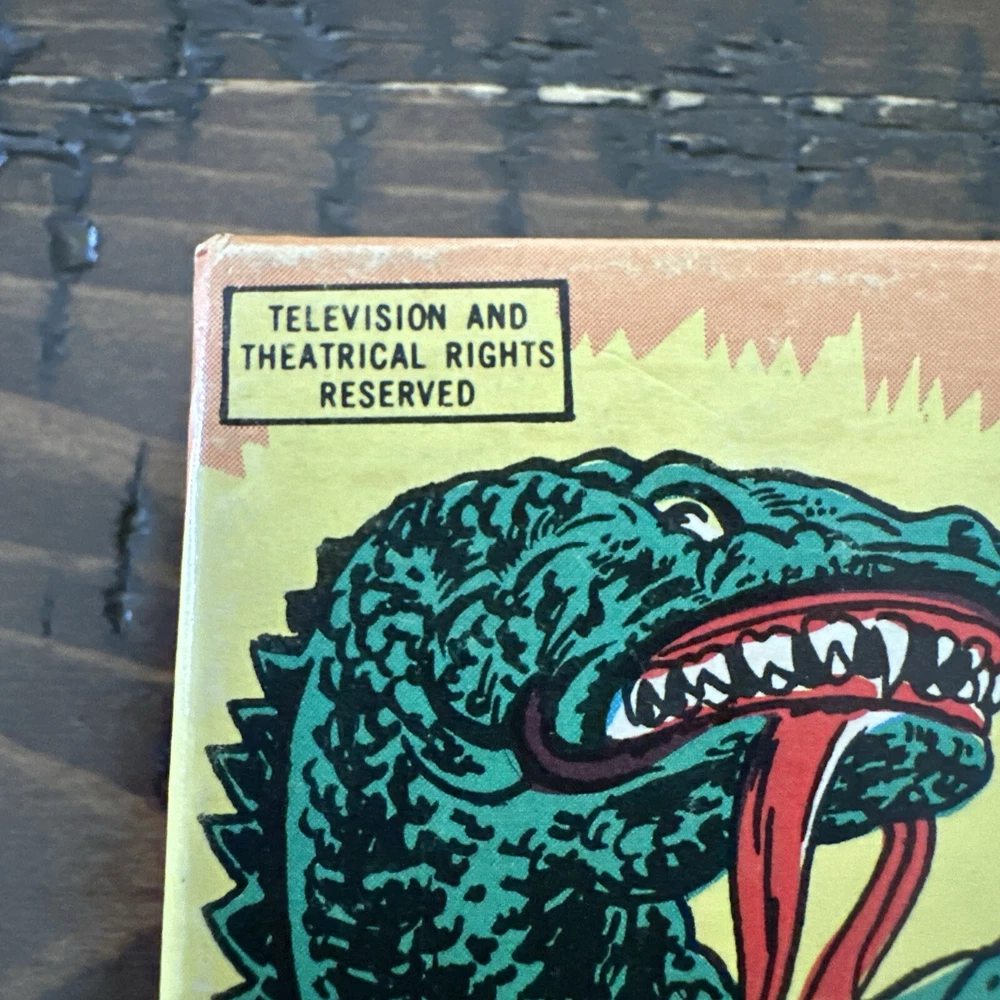 TELEVISION AND
THEATRICAL RIGHTS
RESERVED